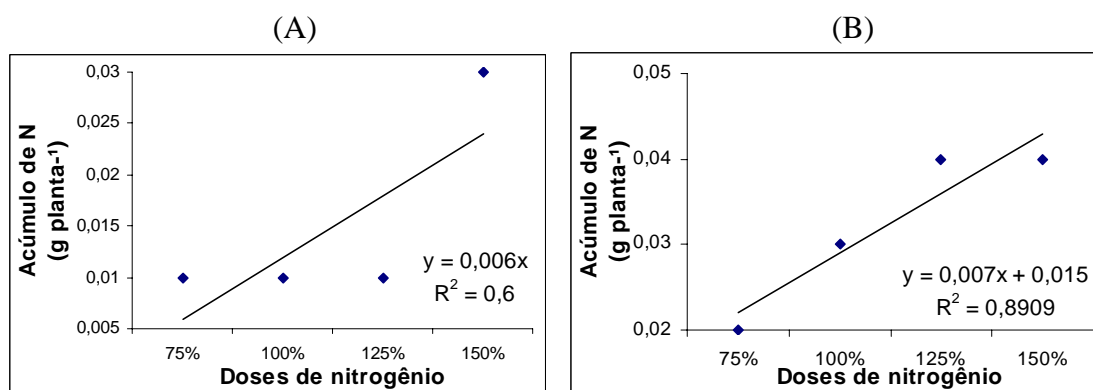 (A)
(B)
Acúmulo de N
(g planta-¹)
0,03
0,025
0,02
0,015
0,01
0,005
y = 0,006x
R² = 0,6
75% 100% 125% 150%
Doses de nitrogênio
Acúmulo de N
(g planta-¹)
0,05
0,04
0,03
0,02
y = 0,007x + 0,015
R² = 0,8909
75% 100% 125% 150%
Doses de nitrogênio